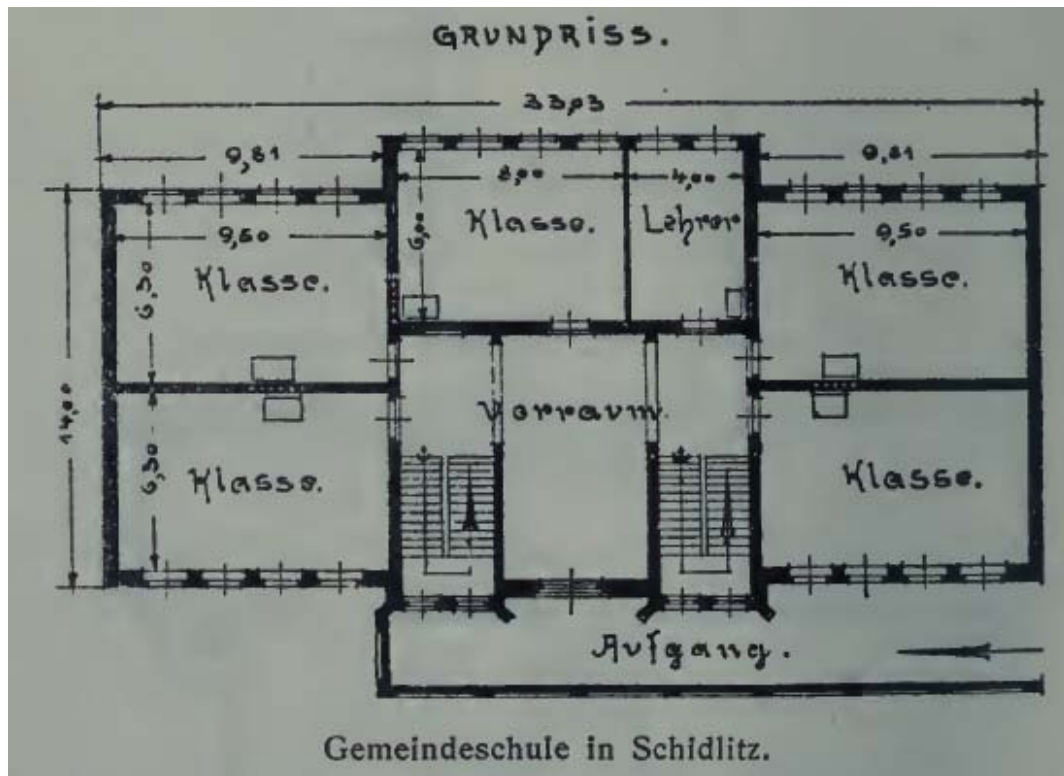 GRUNDRISS.
33,03
9,81
9,81
8,00
4,00
6,00
Klasse.
Lehrer
9,50
9,50
6,30
Klasse.
Klasse.
14,00
Vorraum.
6,30
Klasse.
Klasse.
Aufgang.
Gemeindeschule in Schidlitz.